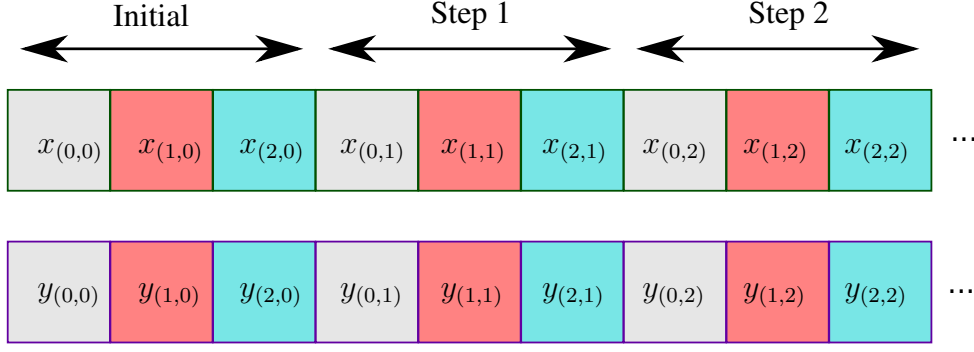 Initial Step 1 Step 2
x(0,0) x(1,0) x(2,0) x(0,1) x(1,1) x(2,1) x(0,2) x(1,2) x(2,2) ...
y(0,0) y(1,0) y(2,0) y(0,1) y(1,1) y(2,1) y(0,2) y(1,2) y(2,2) ...